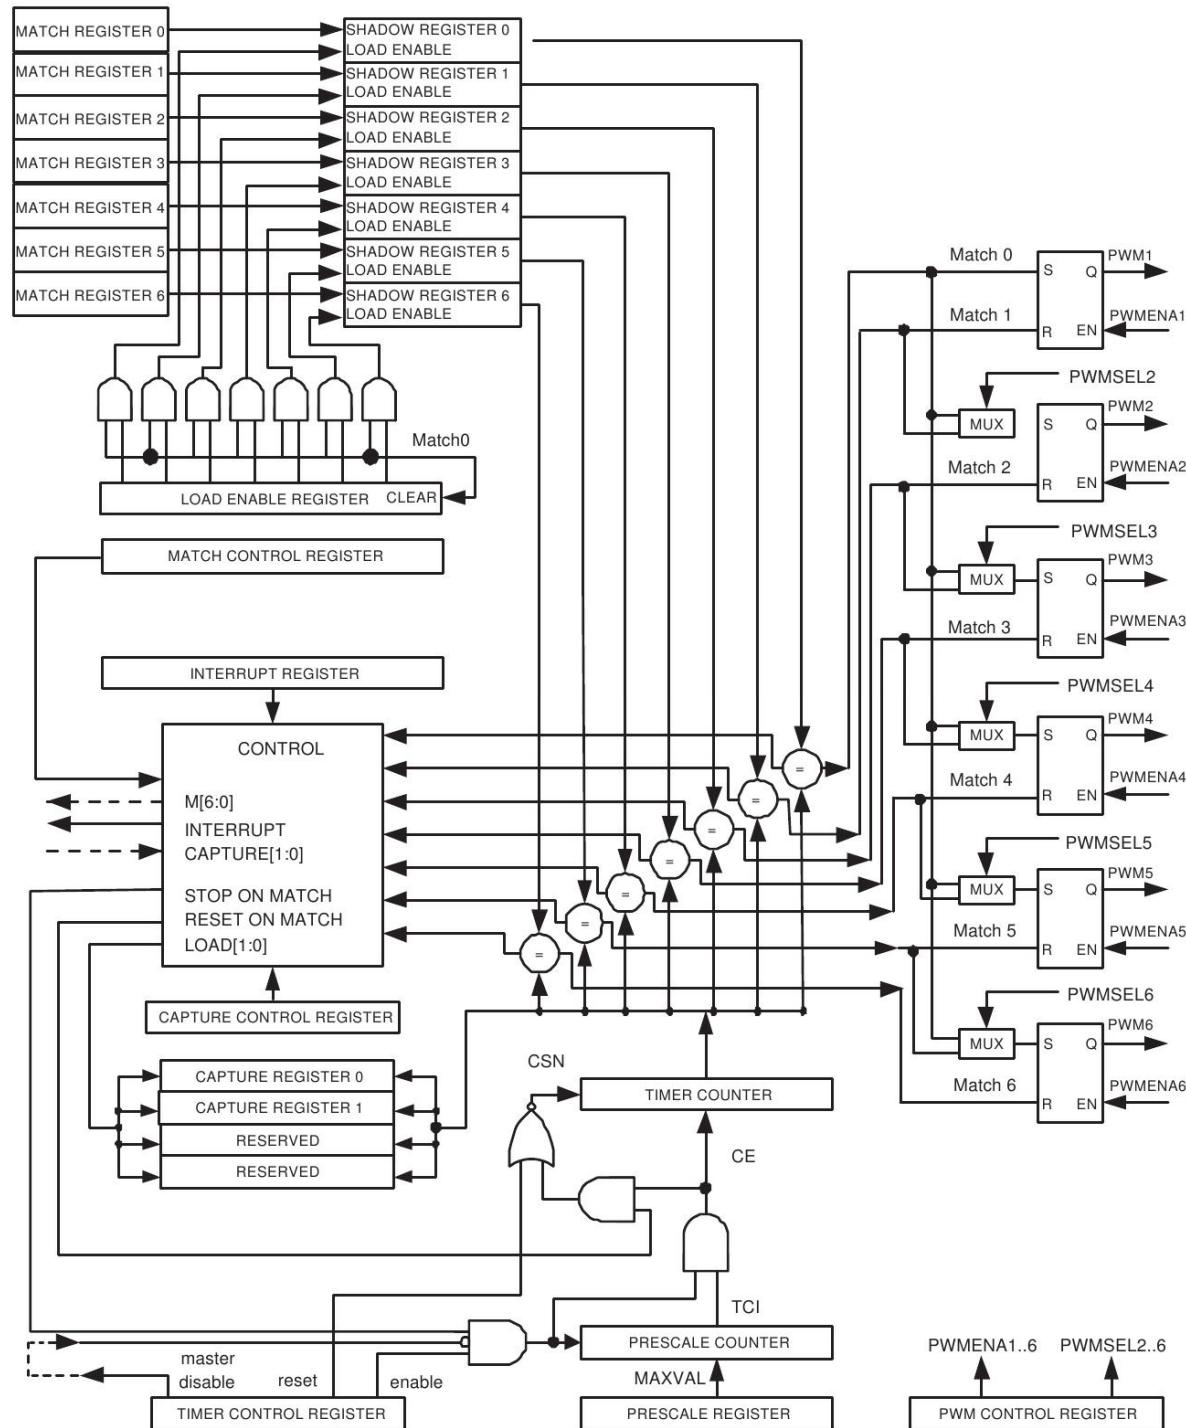 MATCH REGISTER 0
MATCH REGISTER 1
MATCH REGISTER 2
MATCH REGISTER 3
MATCH REGISTER 4
MATCH REGISTER 5
MATCH REGISTER 6
SHADOW REGISTER 0
LOAD ENABLE
SHADOW REGISTER 1
LOAD ENABLE
SHADOW REGISTER 2
LOAD ENABLE
SHADOW REGISTER 3
LOAD ENABLE
SHADOW REGISTER 4
LOAD ENABLE
SHADOW REGISTER 5
LOAD ENABLE
SHADOW REGISTER 6
LOAD ENABLE
Match0
LOAD ENABLE REGISTER CLEAR
MATCH CONTROL REGISTER
INTERRUPT REGISTER
CONTROL
M[6:0]
INTERRUPT
CAPTURE[1:0]
STOP ON MATCH
RESET ON MATCH
LOAD[1:0]
CAPTURE CONTROL REGISTER
CAPTURE REGISTER 0
CAPTURE REGISTER 1
RESERVED
RESERVED
=
=
=
=
=
=
=
CSN
TIMER COUNTER
CE
TCI
PRESCALE COUNTER
MAXVAL
PRESCALE REGISTER
master
disable
reset
enable
TIMER CONTROL REGISTER
Match 0
S Q
PWM1
Match 1
R EN
PWMENA1
PWMSEL2
MUX
S Q
PWM2
Match 2
R EN
PWMENA2
PWMSEL3
MUX
S Q
PWM3
Match 3
R EN
PWMENA3
PWMSEL4
MUX
S Q
PWM4
Match 4
R EN
PWMENA4
PWMSEL5
MUX
S Q
PWM5
Match 5
R EN
PWMENA5
PWMSEL6
MUX
S Q
PWM6
Match 6
R EN
PWMENA6
PWMENA1..6 PWMSEL2..6
PWM CONTROL REGISTER